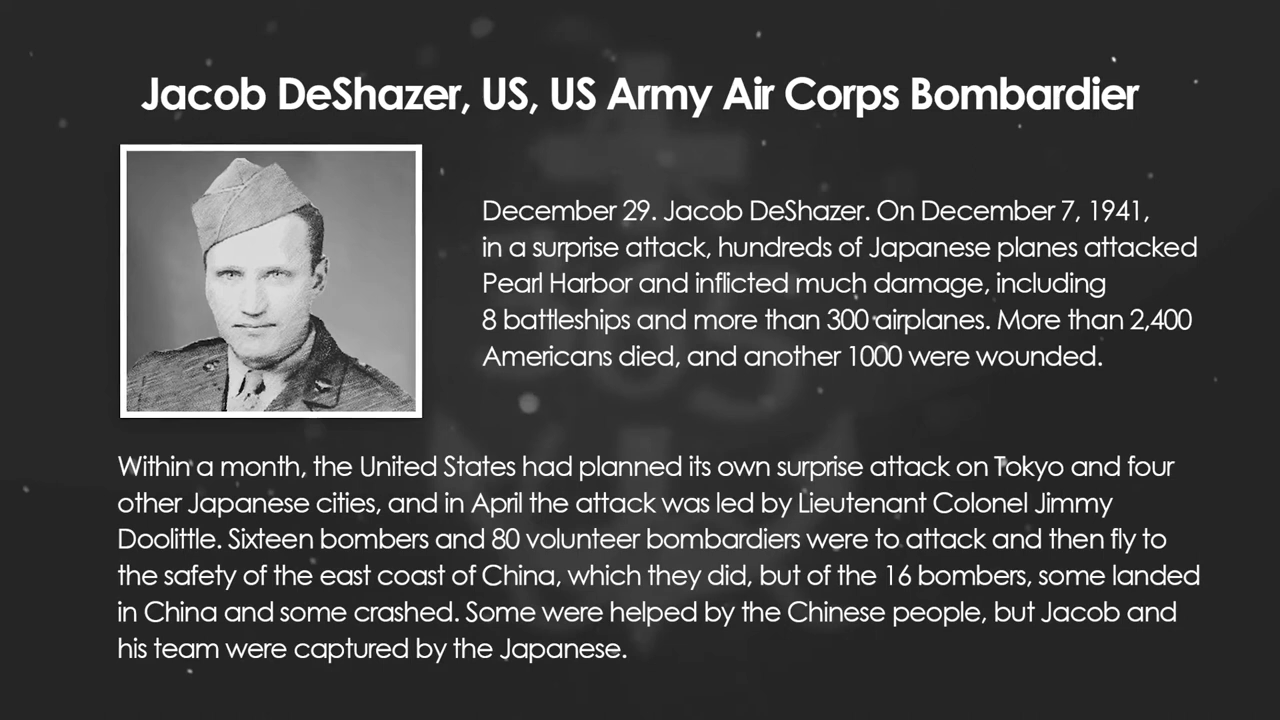 Jacob DeShazer, US, US Army Air Corps Bombardier
December 29. Jacob DeShazer. On December 7, 1941,
in a surprise attack, hundreds of Japanese planes attacked
Pearl Harbor and inflicted much damage, including
8 battleships and more than 300 airplanes. More than 2,400
Americans died, and another 1000 were wounded.
Within a month, the United States had planned its own surprise attack on Tokyo and four
other Japanese cities, and in April the attack was led by Lieutenant Colonel Jimmy
Doolittle. Sixteen bombers and 80 volunteer bombardiers were to attack and then fly to
the safety of the east coast of China, which they did, but of the 16 bombers, some landed
in China and some crashed. Some were helped by the Chinese people, but Jacob and
his team were captured by the Japanese.